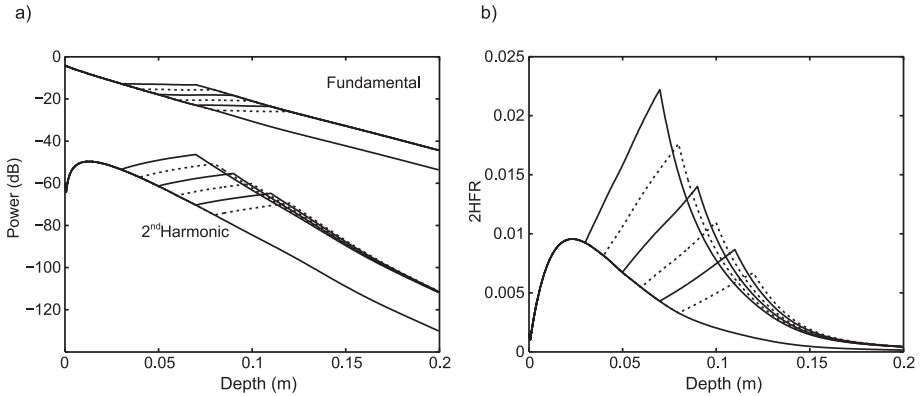 a)
0
−20
−40
−60
−80
−100
−120
Power (dB)
Fundamental
2ndHarmonic
0
0.05
0.1
0.15
0.2
Depth (m)
b)
0.025
0.02
0.015
0.01
0.005
0
2HFR
0
0.05
0.1
0.15
0.2
Depth (m)